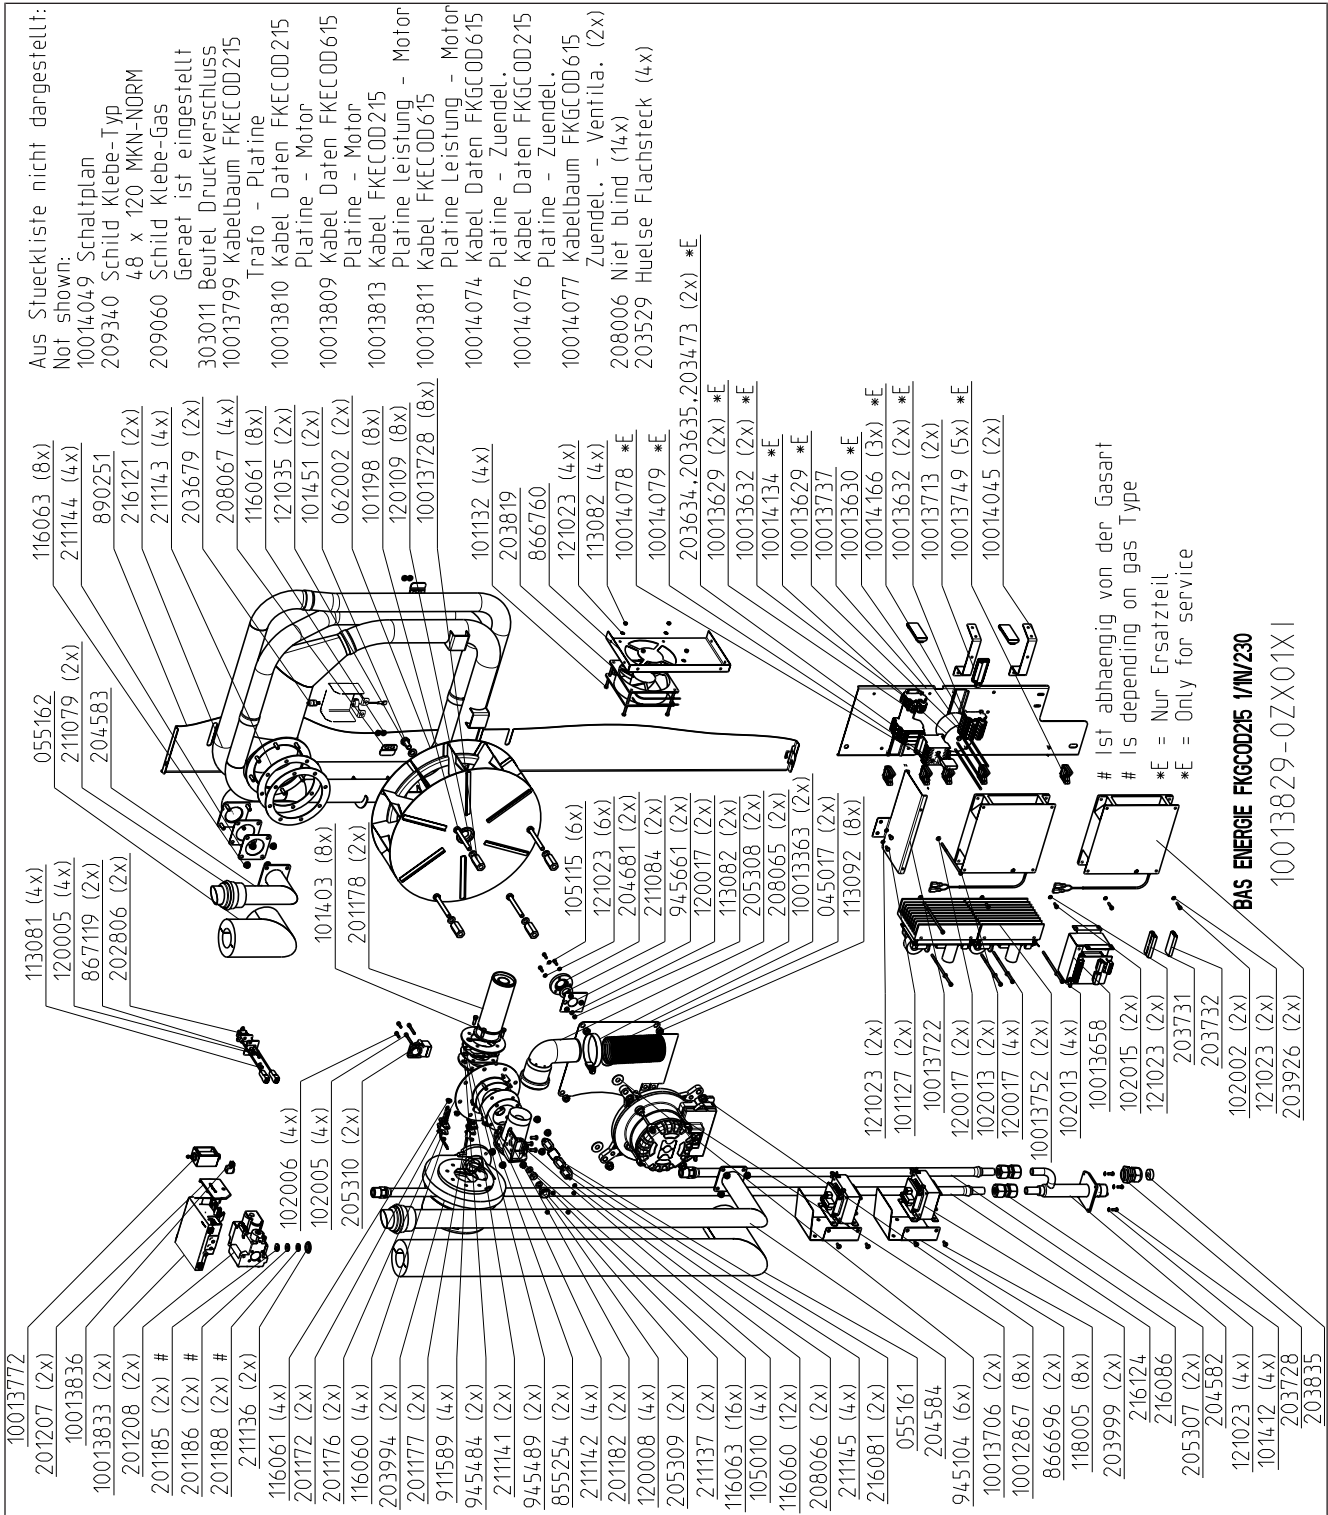 Aus Stueckliste nicht dargestellt:
Not shown:
10014049 Schaltplan
209340 Schild Klebe-Typ
48 x 120 MKN-NORM
209060 Schild Klebe-Gas
Geraet ist eingestellt
303011 Beutel Druckverschluss
10013799 Kabelbaum FKECOD215
Trafo - Platine
10013810 Kabel Daten FKECOD215
Platine - Motor
10013809 Kabel Daten FKECOD615
Platine - Motor
10013813 Kabel FKECOD215
Platine leistung - Motor
10013811 Kabel FKECOD615
Platine Leistung - Motor
10014074 Kabel Daten FKGCOD615
Platine - Zuendel.
10014076 Kabel Daten FKGCOD215
Platine - Zuendel.
10014077 Kabelbaum FKGCOD615
Zuendel. - Ventila. (2x)
208006 Niet blind (14x)
203529 Huelse Flachsteck (4x)
116063 (8x)
211144 (4x)
890251
216121 (2x)
211143 (4x)
203679 (2x)
208067 (4x)
116061 (8x)
121035 (2x)
101451 (2x)
062002 (2x)
101198 (8x)
120109 (8x)
10013728 (8x)
101132 (4x)
203819
866760
121023 (4x)
113082 (4x)
10014078 *E
10014079 *E
203634.203635.203473 (2x) *E
10013629 (2x) *E
10013632 (2x) *E
10014134 *E
10013629 *E
10013737
10013630 *E
10014166 (3x) *E
10013632 (2x) *E
10013713 (2x)
10013749 (5x) *E
10014045 (2x)
# Ist abhaengig von der Gasart
# Is depending on gas Type
*E = Nur Ersatzteil
*E = Only for service
BAS ENERGIE FKGCOD215 1/1N/230
10013829-0ZX01X1
055162
211079 (2x)
204583
113081 (4x)
120005 (4x)
867119 (2x)
202806 (2x)
101403 (8x)
201178 (2x)
105115 (6x)
121023 (6x)
204681 (2x)
211084 (2x)
945661 (2x)
120017 (2x)
113082 (2x)
205308 (2x)
208065 (2x)
10013363 (2x)
045017 (2x)
113092 (8x)
102006 (4x)
102005 (4x)
205310 (2x)
121023 (2x)
101127 (2x)
10013722
120017 (2x)
102013 (2x)
120017 (4x)
10013752 (2x)
102013 (4x)
10013658
102015 (2x)
121023 (2x)
203731
203732
102002 (2x)
121023 (2x)
203926 (2x)
10013772
201207 (2x)
10013836
10013833 (2x)
201208 (2x)
201185 (2x) #
201186 (2x) #
201188 (2x) #
211136 (2x)
116061 (4x)
201172 (2x)
201176 (2x)
116060 (4x)
203994 (2x)
201177 (2x)
911589 (4x)
945484 (2x)
211141 (2x)
945489 (2x)
855254 (2x)
211142 (4x)
201182 (2x)
120008 (4x)
205309 (2x)
211137 (2x)
116063 (16x)
105010 (4x)
116060 (12x)
208066 (2x)
211145 (4x)
216081 (2x)
055161
204584
945104 (6x)
10013706 (2x)
10012867 (8x)
866696 (2x)
118005 (8x)
203999 (2x)
216124
216086
205307 (2x)
204582
121023 (4x)
101412 (4x)
203728
203835